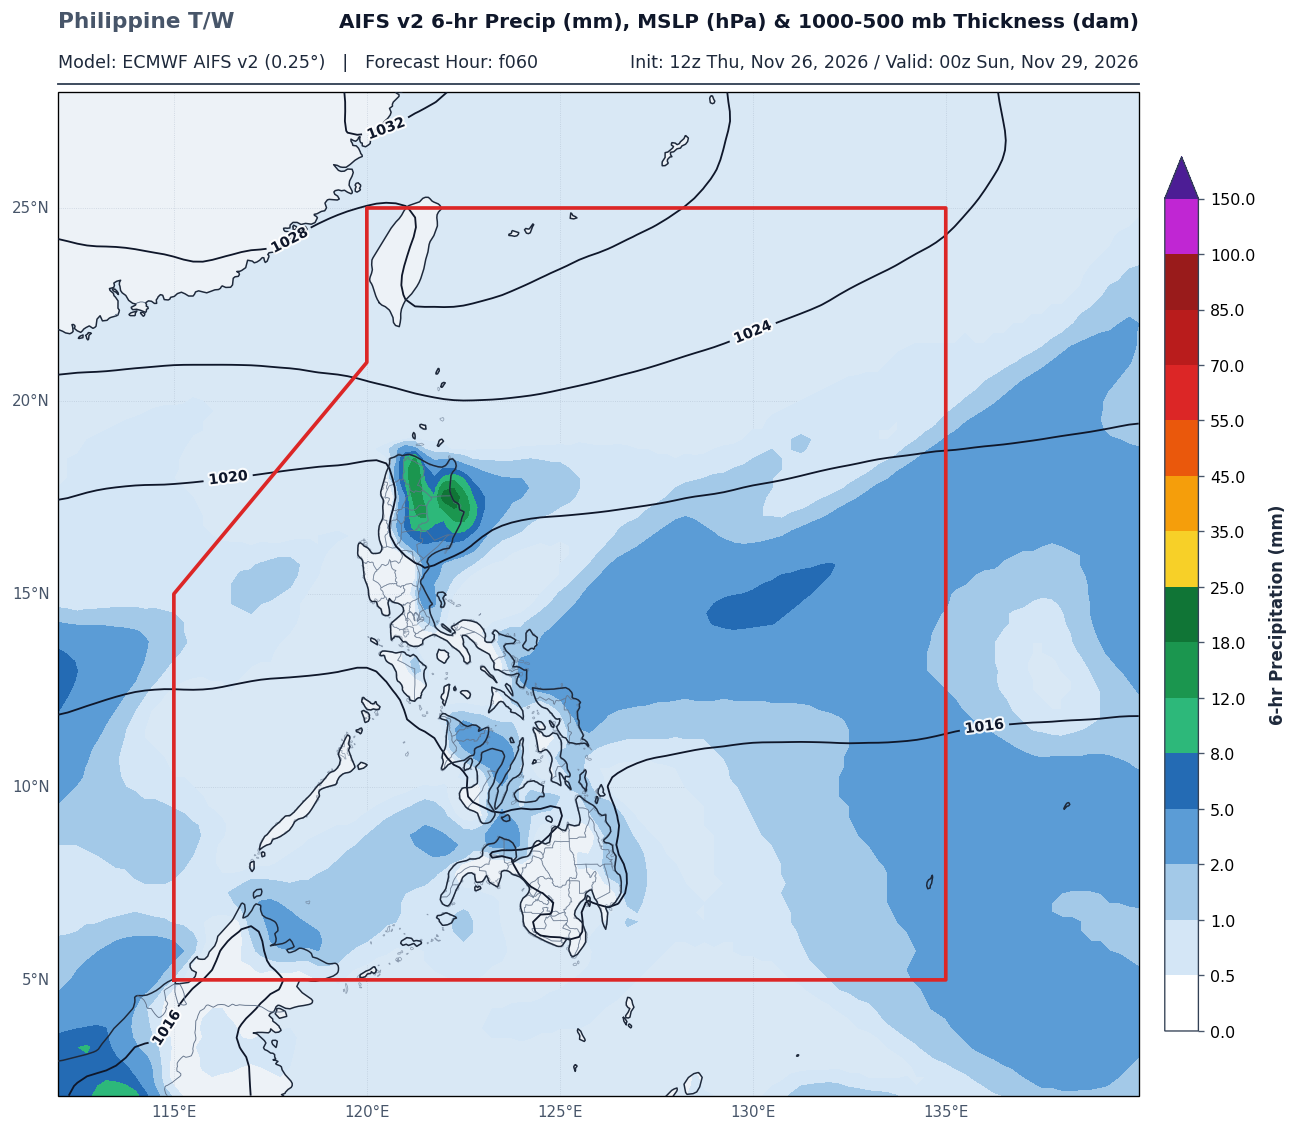 Philippine T/W
AIFS v2 6-hr Precip (mm), MSLP (hPa) & 1000-500 mb Thickness (dam)
Model: ECMWF AIFS v2 (0.25°)   |   Forecast Hour: f060
Init: 12z Thu, Nov 26, 2026 / Valid: 00z Sun, Nov 29, 2026
1032
1028
1024
1020
1016
1016
25°N
20°N
15°N
10°N
5°N
115°E
120°E
125°E
130°E
135°E
150.0
100.0
85.0
70.0
55.0
45.0
35.0
25.0
18.0
12.0
8.0
5.0
2.0
1.0
0.5
0.0
6-hr Precipitation (mm)